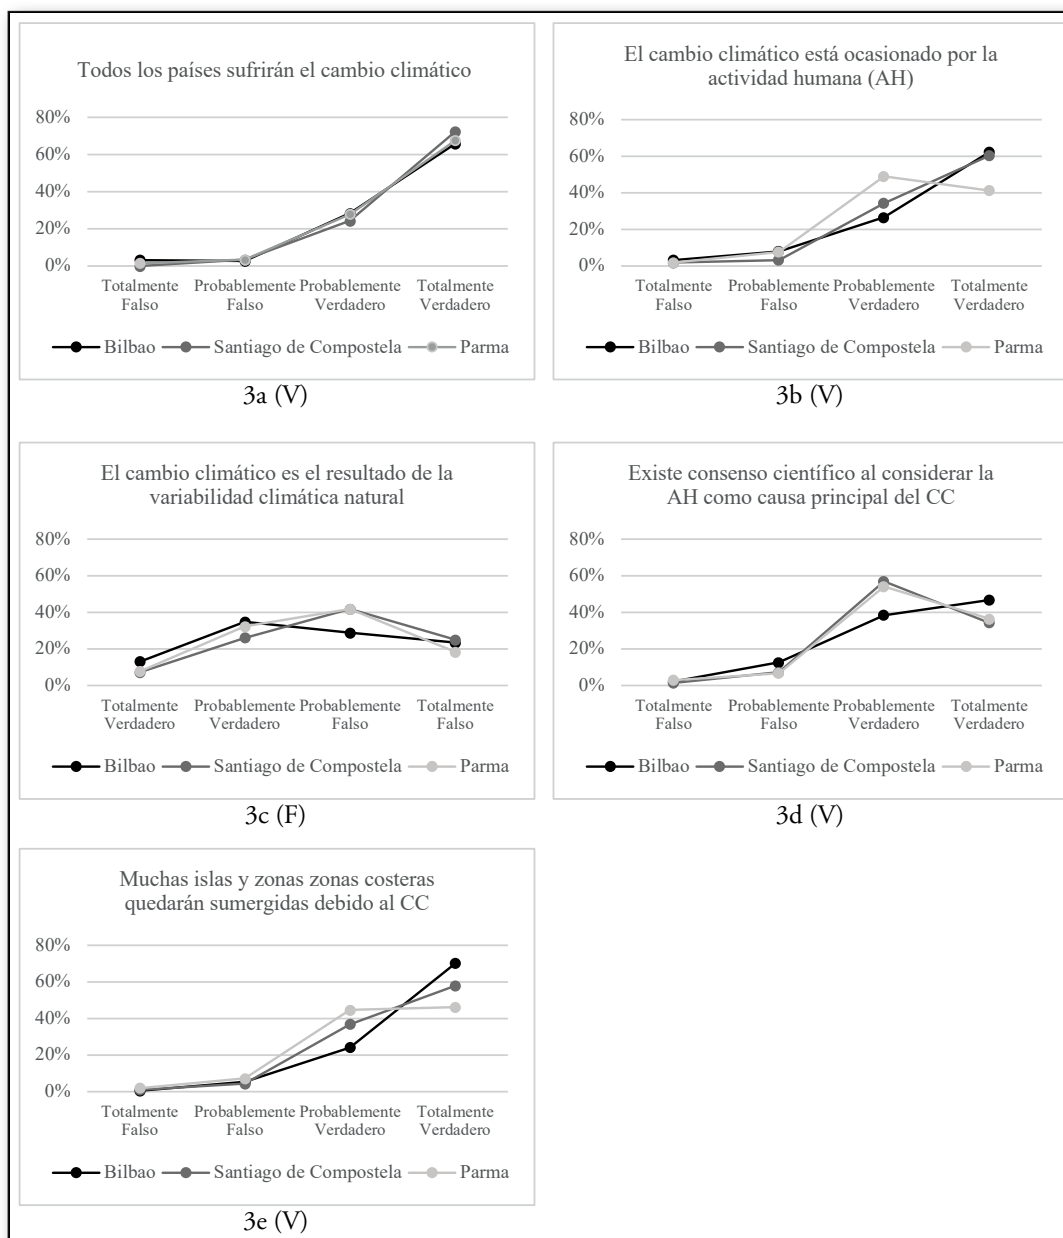 Todos los países sufrirán el cambio climático
80%
60%
40%
20%
0%
Totalmente Falso
Probablemente Falso
Probablemente Verdadero
Totalmente Verdadero
Bilbao Santiago de Compostela Parma
3a (V)
El cambio climático está ocasionado por la
actividad humana (AH)
80%
60%
40%
20%
0%
Totalmente Falso
Probablemente Falso
Probablemente Verdadero
Totalmente Verdadero
Bilbao Santiago de Compostela Parma
3b (V)
El cambio climático es el resultado de la
variabilidad climática natural
80%
60%
40%
20%
0%
Totalmente Verdadero
Probablemente Verdadero
Probablemente Falso
Totalmente Falso
Bilbao Santiago de Compostela Parma
3c (F)
Existe consenso científico al considerar la
AH como causa principal del CC
80%
60%
40%
20%
0%
Totalmente Falso
Probablemente Falso
Probablemente Verdadero
Totalmente Verdadero
Bilbao Santiago de Compostela Parma
3d (V)
Muchas islas y zonas zonas costeras
quedarán sumergidas debido al CC
80%
60%
40%
20%
0%
Totalmente Falso
Probablemente Falso
Probablemente Verdadero
Totalmente Verdadero
Bilbao Santiago de Compostela Parma
3e (V)